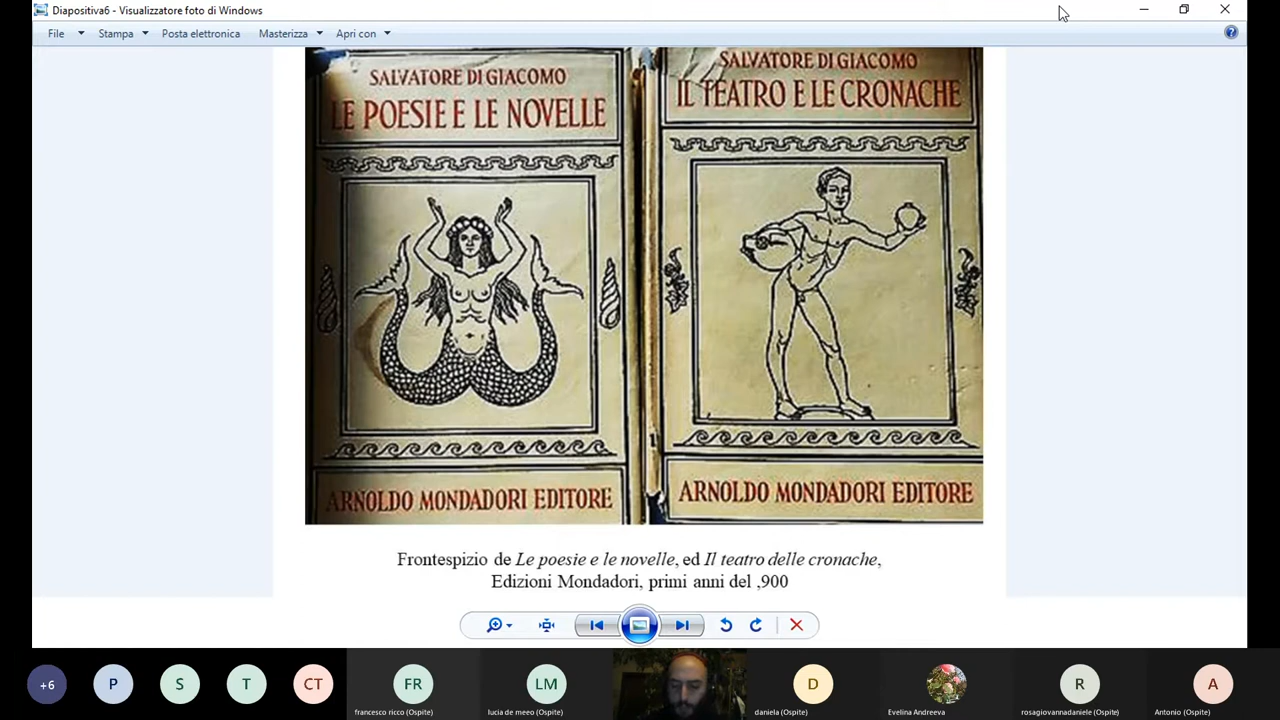 Diapositiva6 - Visualizzatore foto di Windows
File Stampa Posta elettronica Masterizza Apri con
SALVATORE DI GIACOMO
LE POESIE E LE NOVELLE
ARNOLDO MONDADORI EDITORE
SALVATORE DI GIACOMO
IL TEATRO E LE CRONACHE
ARNOLDO MONDADORI EDITORE
Frontespizio de Le poesie e le novelle, ed Il teatro delle cronache,
Edizioni Mondadori, primi anni del ,900
+6 P S T CT FR LM D R A
francesco ricco (Ospite) lucia de meeo (Ospite) daniela (Ospite) Evelina Andreeva rosagiovannadaniele (Ospite) Antonio (Ospite)